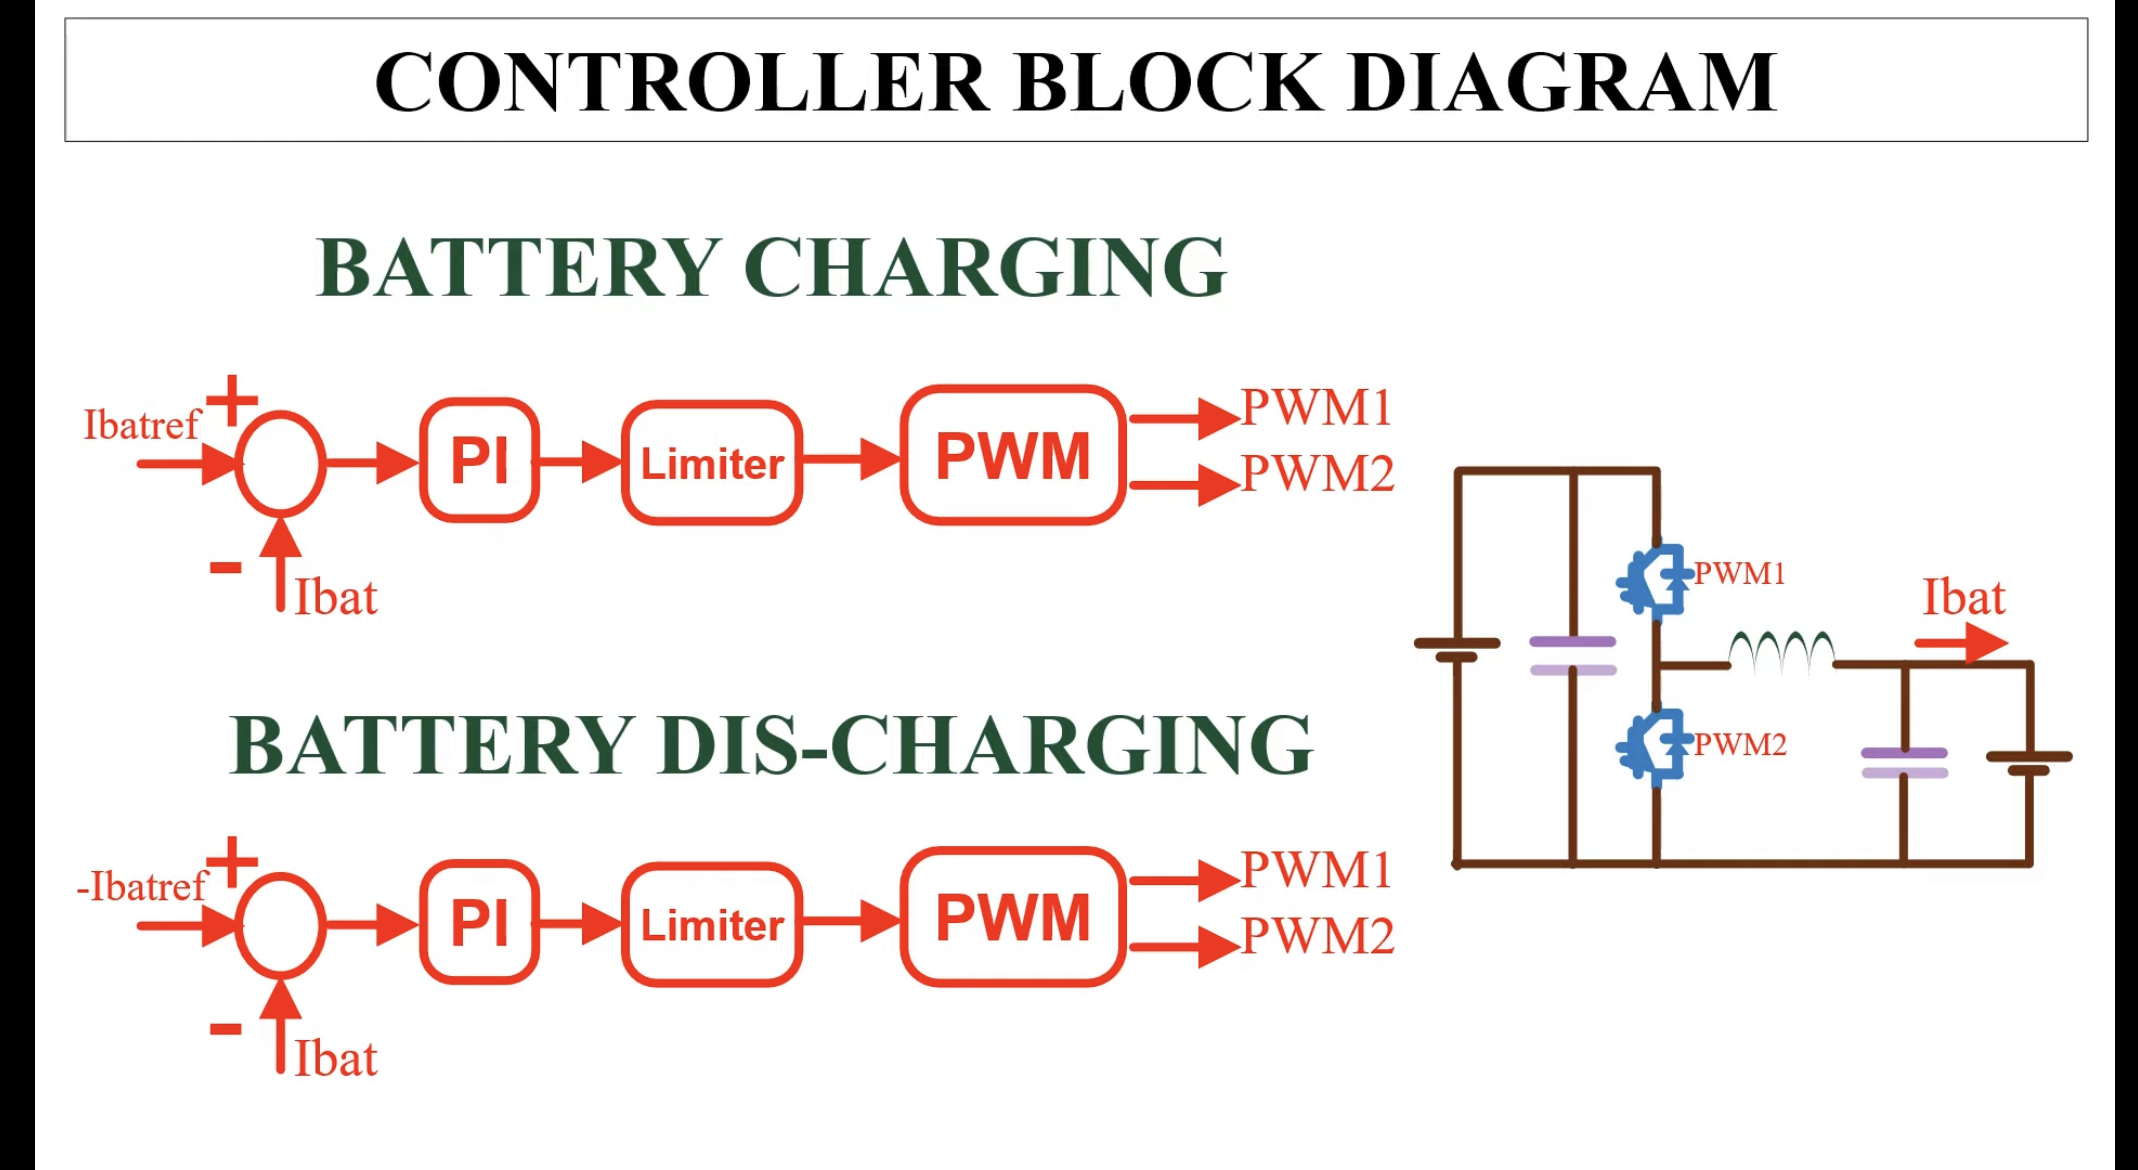 CONTROLLER BLOCK DIAGRAM
BATTERY CHARGING
+
Ibatref
PI
Limiter
PWM
PWM1
PWM2
-
Ibat
PWM1
Ibat
PWM2
BATTERY DIS-CHARGING
+
-Ibatref
PI
Limiter
PWM
PWM1
PWM2
-
Ibat